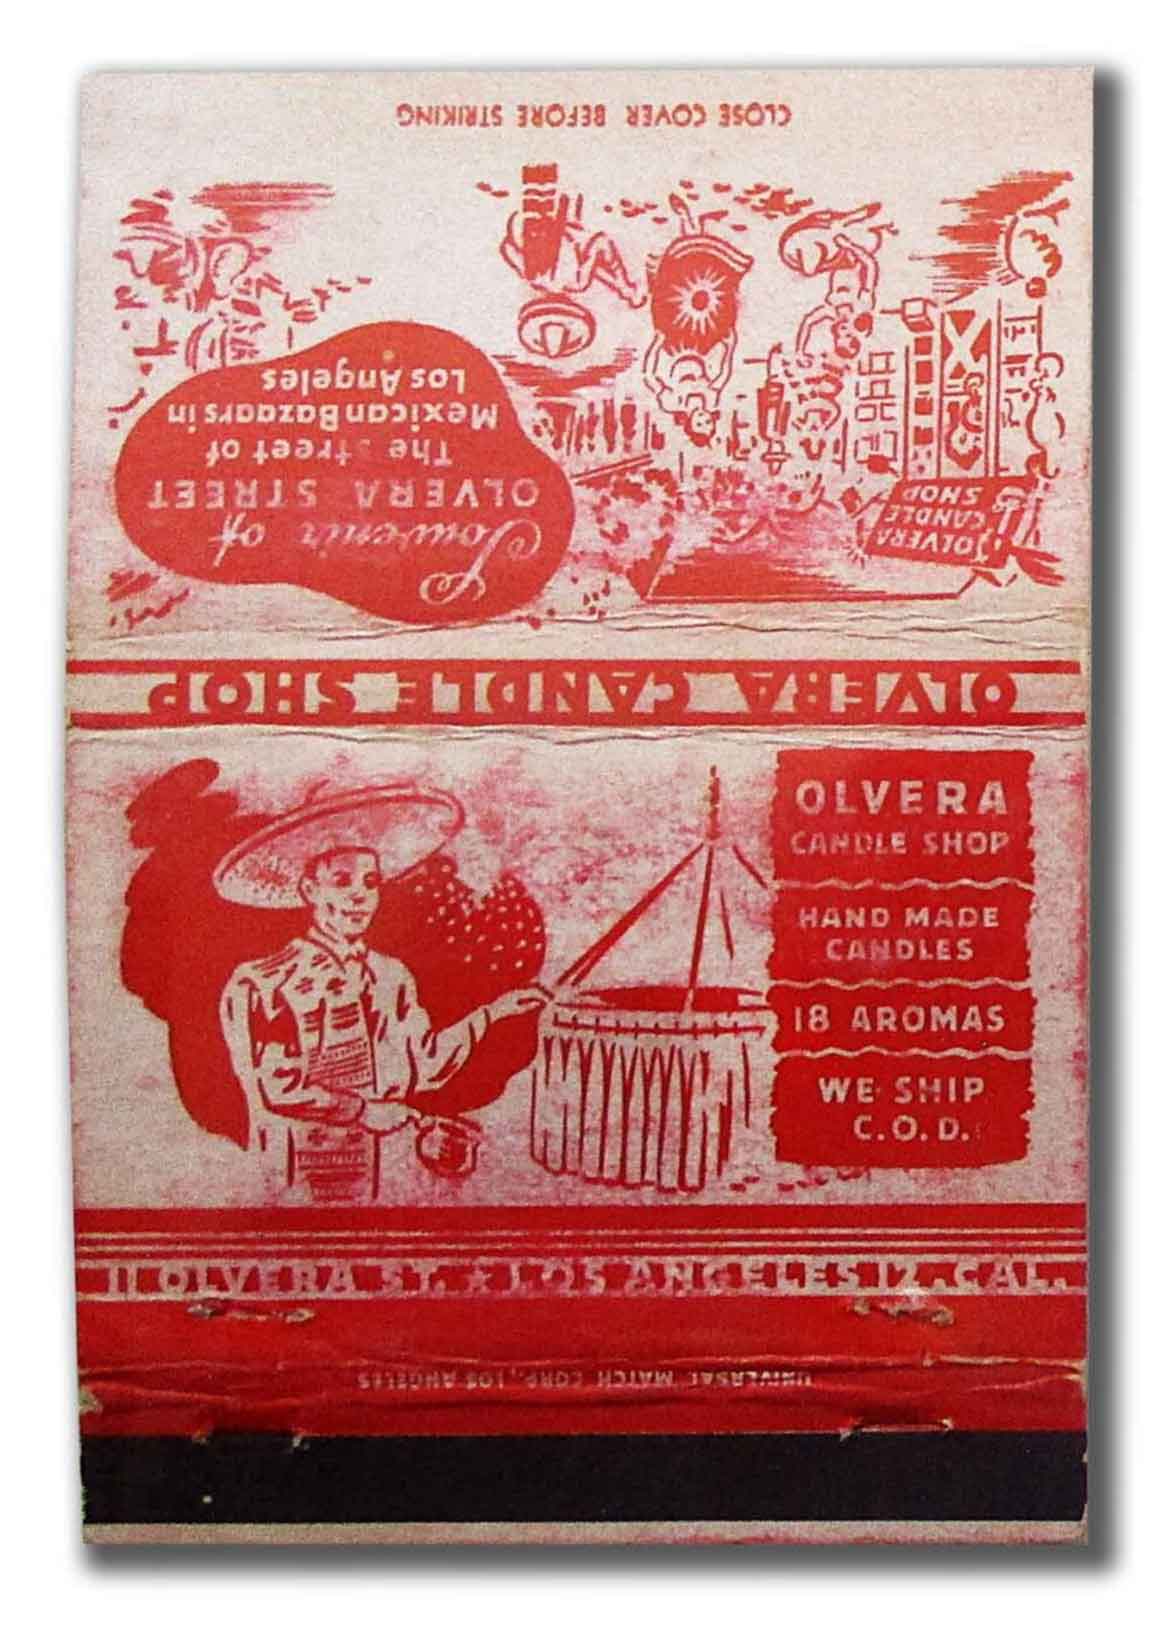 CLOSE COVER BEFORE STRIKING
Souvenir of
OLVERA STREET
The Street of
Mexican Bazaars in
Los Angeles
OLVERA
CANDLE
SHOP
OLVERA CANDLE SHOP
OLVERA
CANDLE SHOP
HAND MADE
CANDLES
18 AROMAS
WE SHIP
C.O.D.
11 OLVERA ST. ★ LOS ANGELES 12, CAL.
UNIVERSAL MATCH CORP., LOS ANGELES